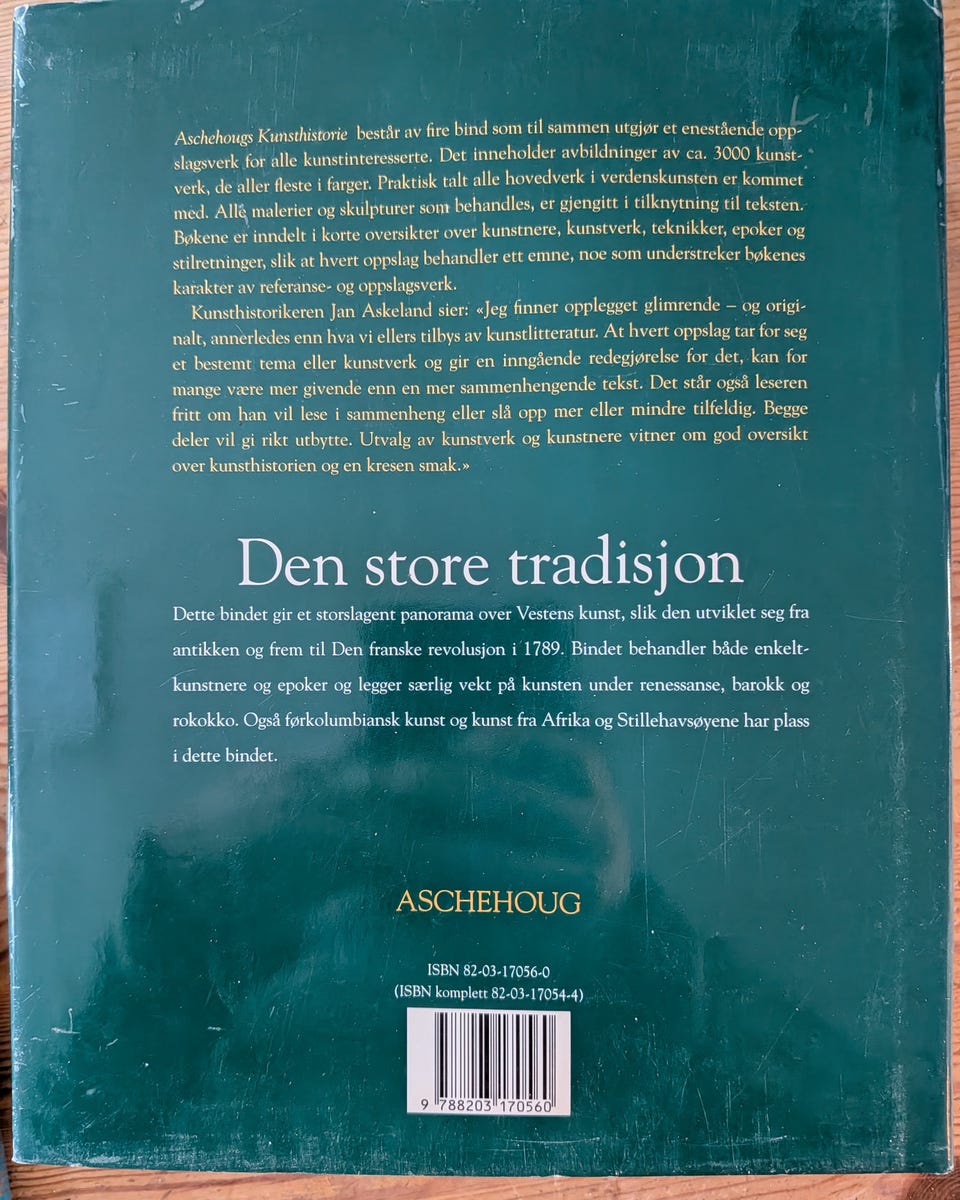 Aschehougs Kunsthistorie består av fire bind som til sammen utgjør et enestående opp-
slagsverk for alle kunstinteresserte. Det inneholder avbildninger av ca. 3000 kunst-
verk, de aller fleste i farger. Praktisk talt alle hovedverk i verdenskunsten er kommet
med. Alle malerier og skulpturer som behandles, er gjengitt i tilknytning til teksten.
Bøkene er inndelt i korte oversikter over kunstnere, kunstverk, teknikker, epoker og
stilretninger, slik at hvert oppslag behandler ett emne, noe som understreker bøkenes
karakter av referanse- og oppslagsverk.
Kunsthistorikeren Jan Askeland sier: «Jeg finner opplegget glimrende – og origi-
nalt, annerledes enn hva vi ellers tilbys av kunstlitteratur. At hvert oppslag tar for seg
et bestemt tema eller kunstverk og gir en inngående redegjørelse for det, kan for
mange være mer givende enn en mer sammenhengende tekst. Det står også leseren
fritt om han vil lese i sammenheng eller slå opp mer eller mindre tilfeldig. Begge
deler vil gi rikt utbytte. Utvalg av kunstverk og kunstnere vitner om god oversikt
over kunsthistorien og en kresen smak.»
Den store tradisjon
Dette bindet gir et storslagent panorama over Vestens kunst, slik den utviklet seg fra
antikken og frem til Den franske revolusjon i 1789. Bindet behandler både enkelt-
kunstnere og epoker og legger særlig vekt på kunsten under renessanse, barokk og
rokokko. Også førkolumbiansk kunst og kunst fra Afrika og Stillehavsøyene har plass
i dette bindet.
ASCHEHOUG
ISBN 82-03-17056-0
(ISBN komplett 82-03-17054-4)
9 788203 170560